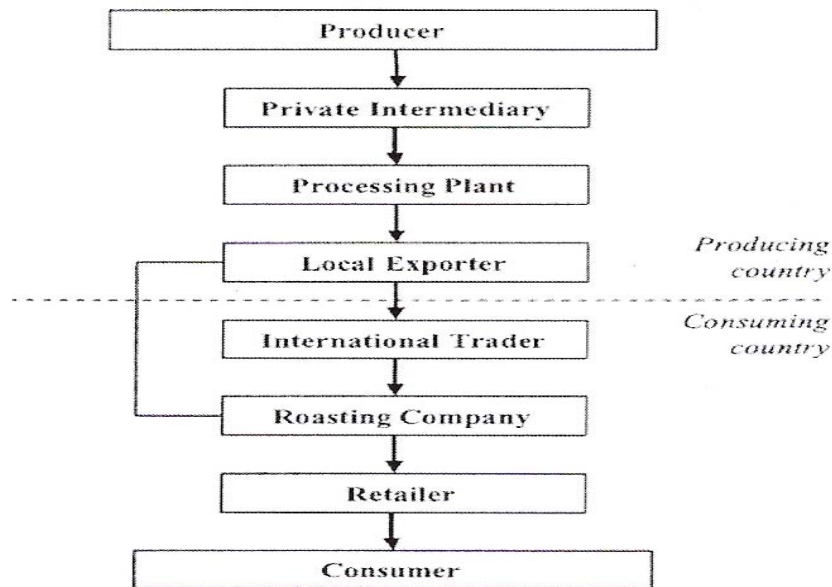 Producer
Private Intermediary
Processing Plant
Local Exporter
Producing
country
International Trader
Consuming
country
Roasting Company
Retailer
Consumer